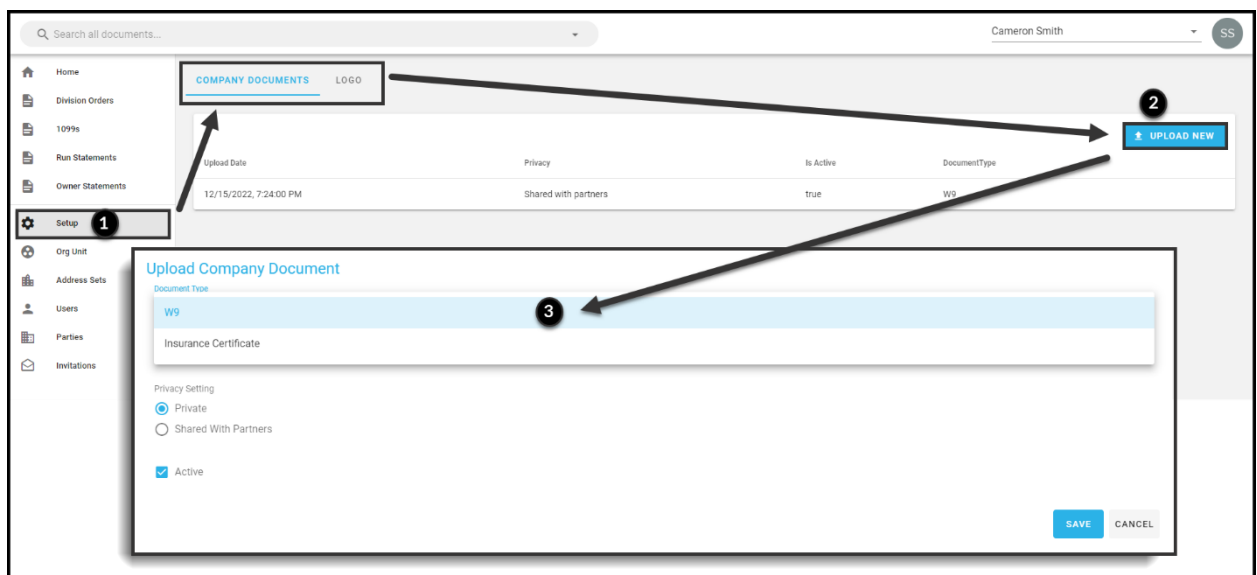 Search all documents...
Cameron Smith
SS
Home
Division Orders
1099s
Run Statements
Owner Statements
Setup
1
Org Unit
Address Sets
Users
Parties
Invitations
COMPANY DOCUMENTS LOGO
2
UPLOAD NEW
Upload Date Privacy Is Active DocumentType
12/15/2022, 7:24:00 PM Shared with partners true W9
Upload Company Document
Document Type
W9
3
Insurance Certificate
Privacy Setting
Private
Shared With Partners
Active
SAVE CANCEL